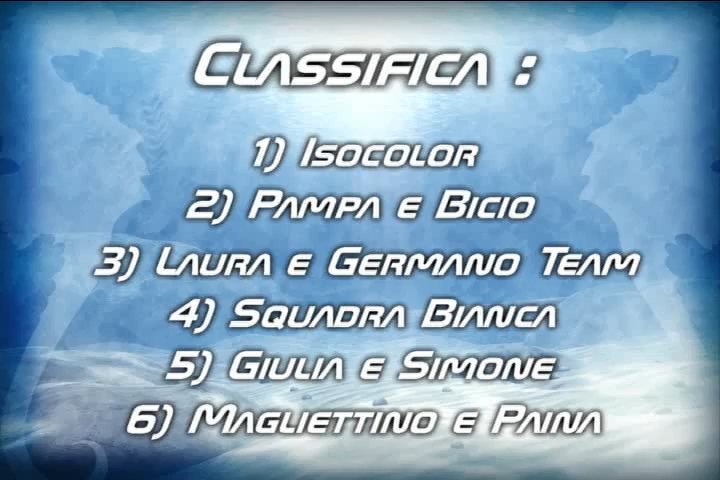 Classifica :
1) Isocolor
2) Pampa e Bicio
3) Laura e Germano Team
4) Squadra Bianca
5) Giulia e Simone
6) Magliettino e Paina